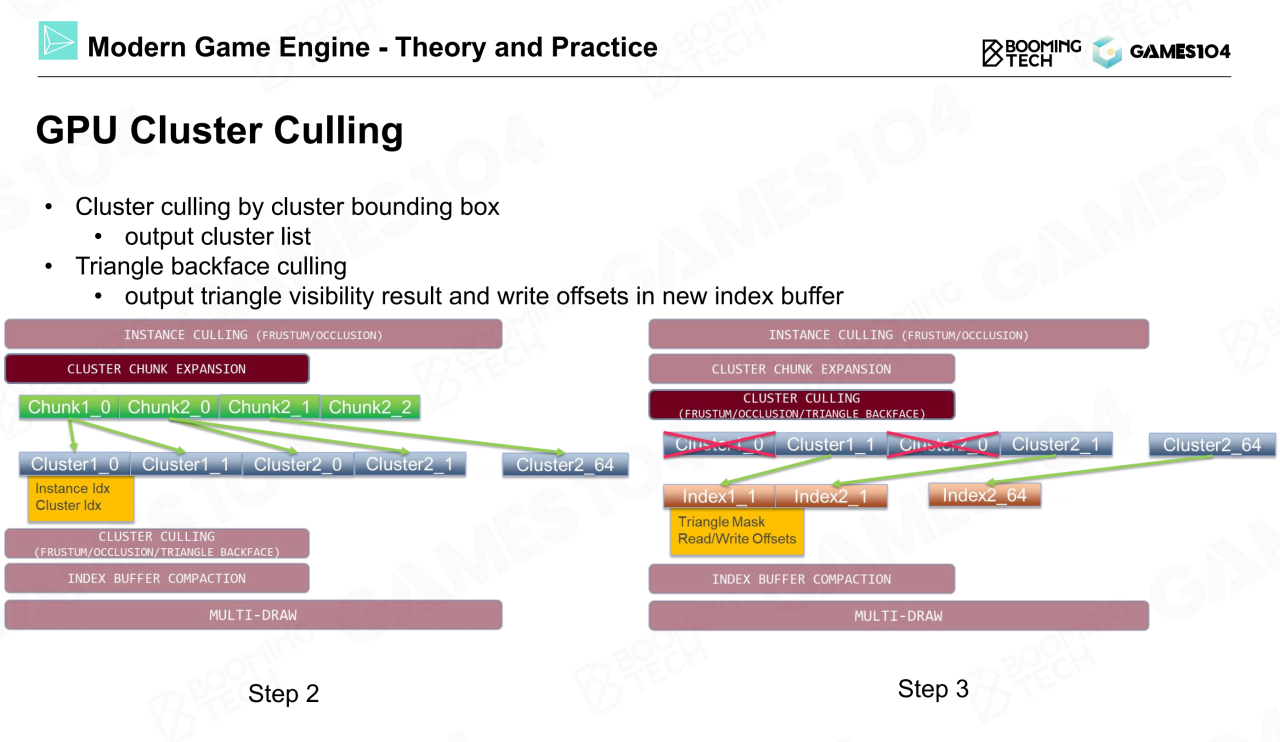 Modern Game Engine - Theory and Practice
BOOMING TECH
GAMES104
GPU Cluster Culling
• Cluster culling by cluster bounding box
• output cluster list
• Triangle backface culling
• output triangle visibility result and write offsets in new index buffer
INSTANCE CULLING (FRUSTUM/OCCLUSION)
CLUSTER CHUNK EXPANSION
Chunk1_0 Chunk2_0 Chunk2_1 Chunk2_2
Cluster1_0 Cluster1_1 Cluster2_0 Cluster2_1 Cluster2_64
Instance Idx
Cluster Idx
CLUSTER CULLING
(FRUSTUM/OCCLUSION/TRIANGLE BACKFACE)
INDEX BUFFER COMPACTION
MULTI-DRAW
Step 2
INSTANCE CULLING (FRUSTUM/OCCLUSION)
CLUSTER CHUNK EXPANSION
CLUSTER CULLING
(FRUSTUM/OCCLUSION/TRIANGLE BACKFACE)
Cluster1_0 Cluster1_1 Cluster2_0 Cluster2_1 Cluster2_64
Index1_1 Index2_1 Index2_64
Triangle Mask
Read/Write Offsets
INDEX BUFFER COMPACTION
MULTI-DRAW
Step 3